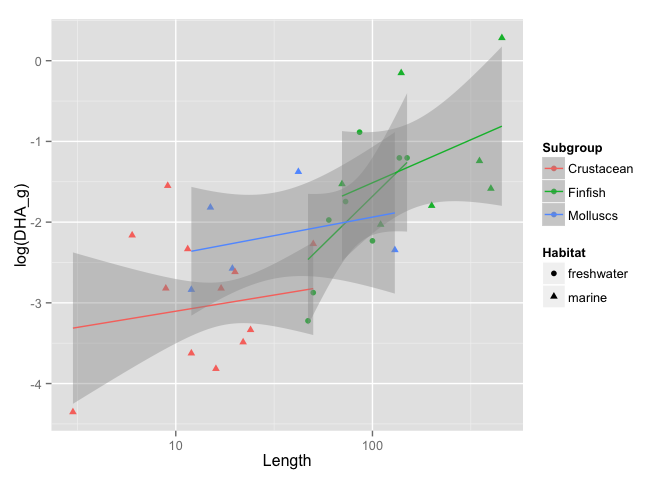 0
-1
-2
-3
-4
log(DHA_g)
10
100
Length
Subgroup
Crustacean
Finfish
Molluscs
Habitat
freshwater
marine